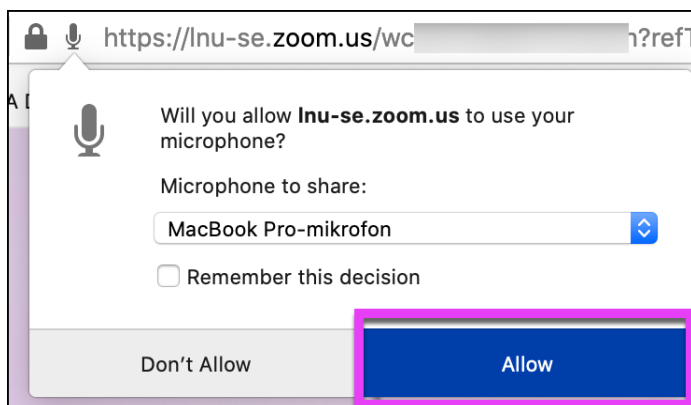 https://lnu-se.zoom.us/wc n?refT
A D
Will you allow lnu-se.zoom.us to use your
microphone?
Microphone to share:
MacBook Pro-mikrofon
Remember this decision
Don't Allow
Allow